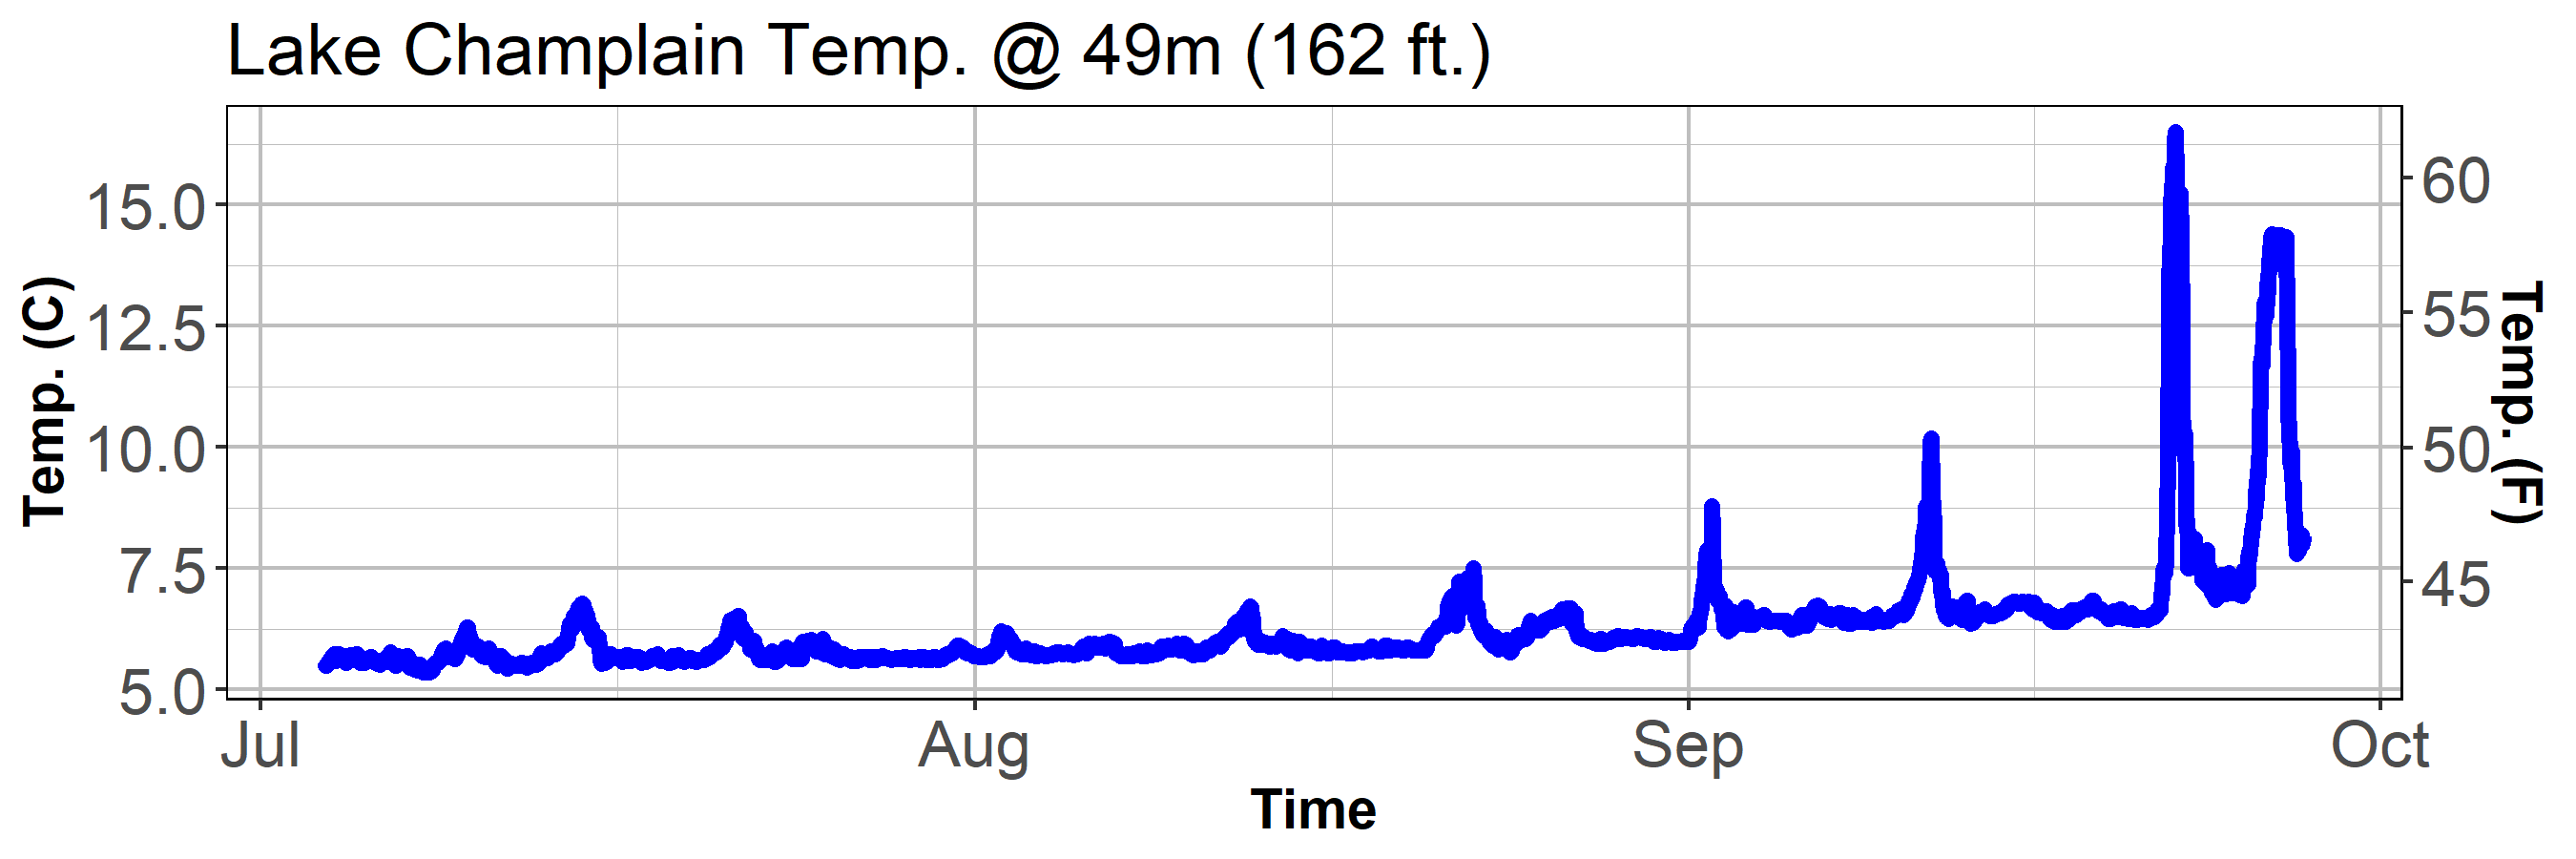 Lake Champlain Temp. @ 49m (162 ft.)
Temp. (C)
15.0
12.5
10.0
7.5
5.0
60
55
50
45
Temp. (F)
Jul Aug Sep Oct
Time